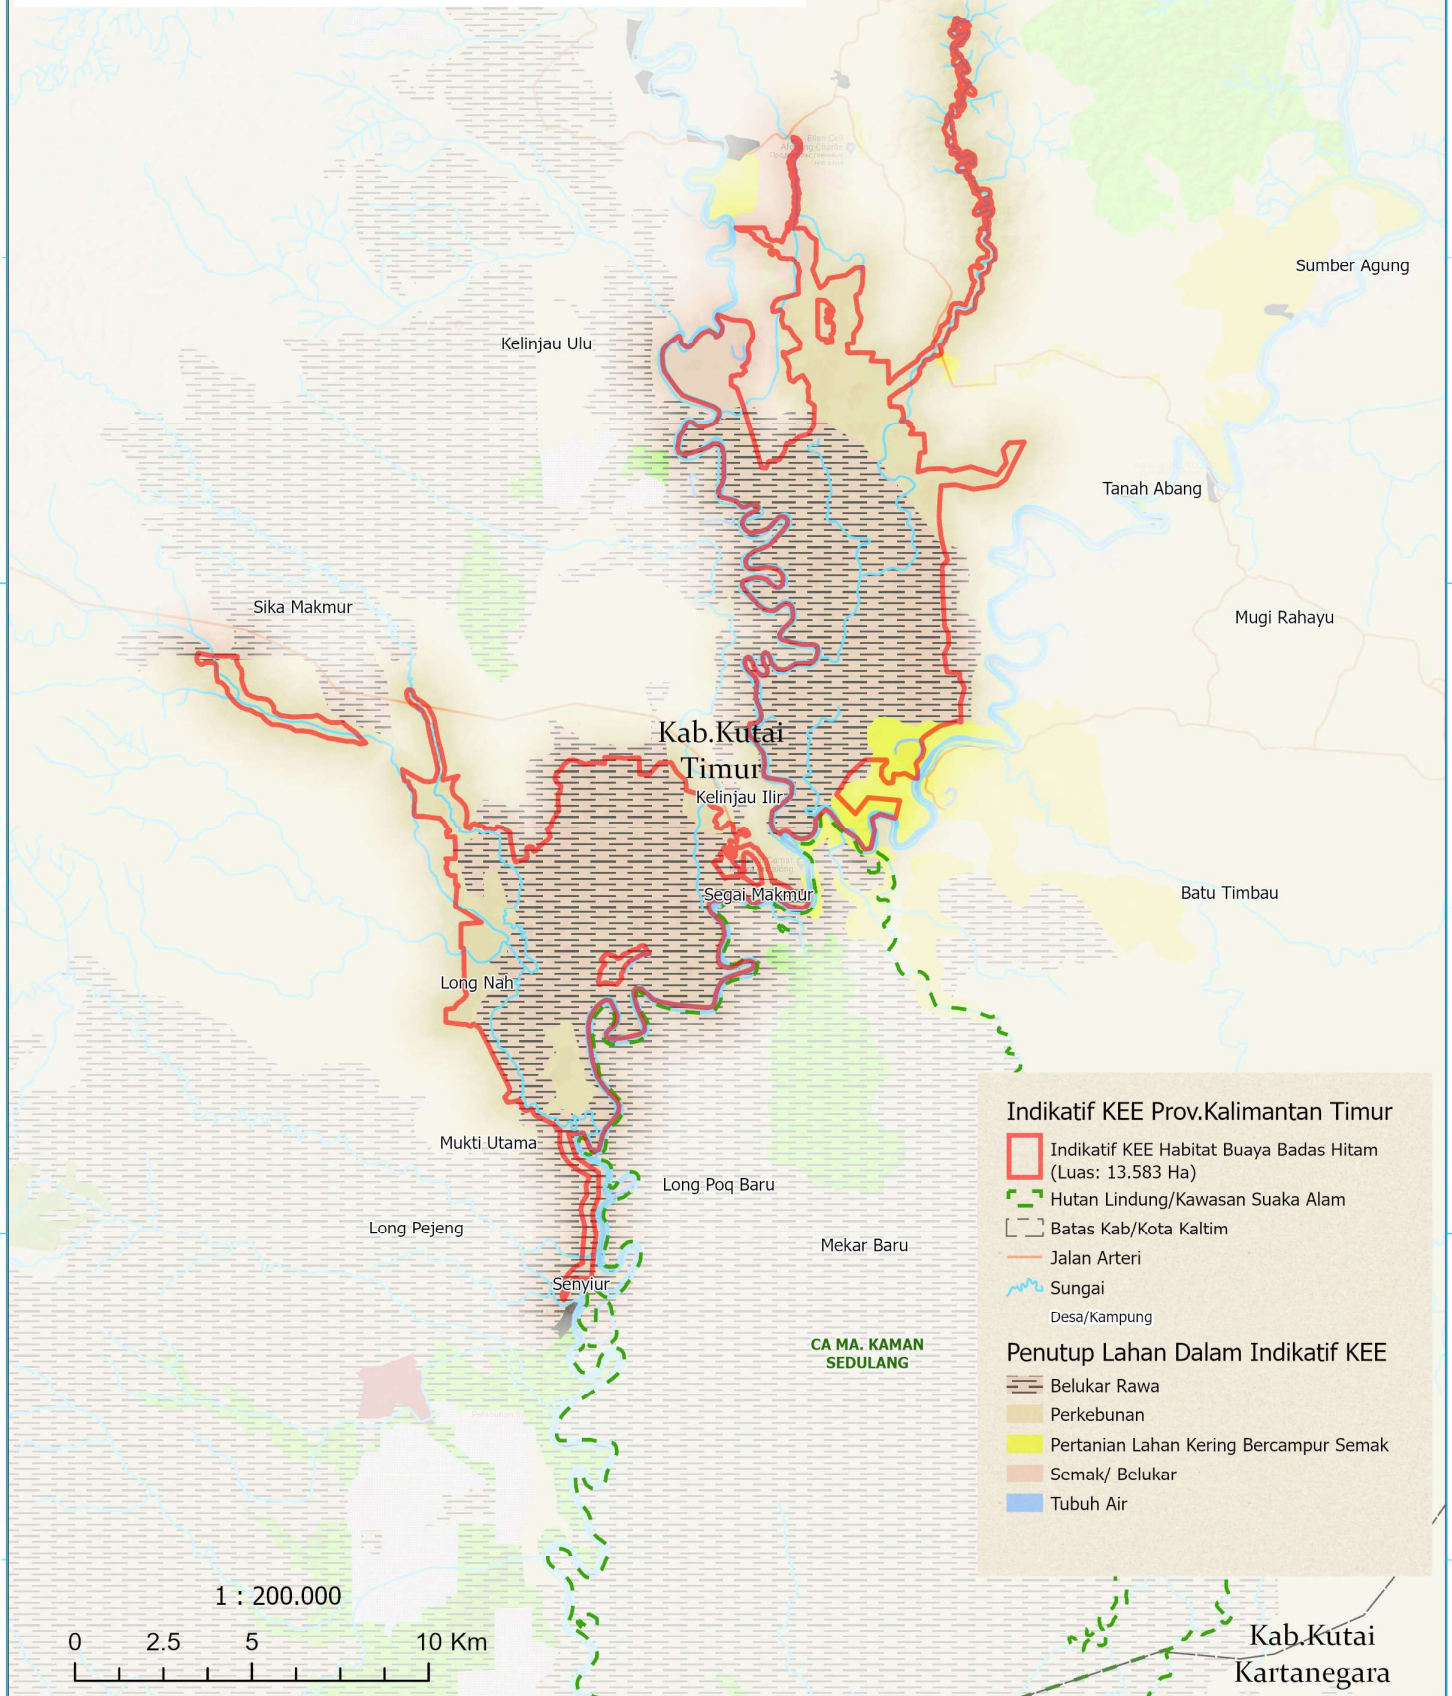 Sumber Agung
Kelinjau Ulu
Tanah Abang
Sika Makmur
Mugi Rahayu
Kab.Kutai
Timur
Kelinjau Ilir
Segai Makmur
Batu Timbau
Long Nah
Mukti Utama
Long Poq Baru
Long Pejeng
Mekar Baru
Senyiur
CA MA. KAMAN
SEDULANG
Indikatif KEE Prov.Kalimantan Timur
Indikatif KEE Habitat Buaya Badas Hitam
(Luas: 13.583 Ha)
Hutan Lindung/Kawasan Suaka Alam
Batas Kab/Kota Kaltim
Jalan Arteri
Sungai
Desa/Kampung
Penutup Lahan Dalam Indikatif KEE
Belukar Rawa
Perkebunan
Pertanian Lahan Kering Bercampur Semak
Semak/ Belukar
Tubuh Air
1 : 200.000
0 2.5 5 10 Km
Kab.Kutai
Kartanegara